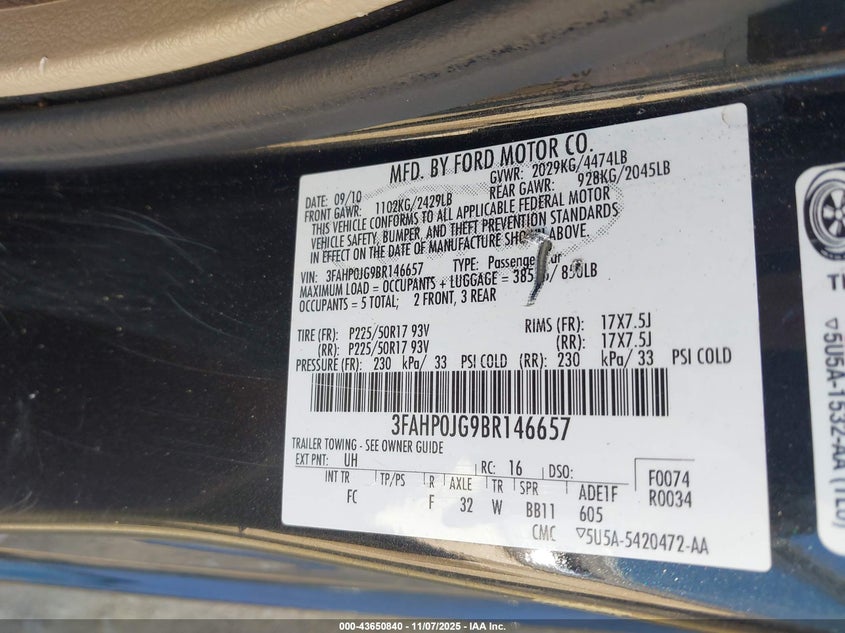 MFD. BY FORD MOTOR CO.
DATE: 09/10 GVWR: 2029KG/4474LB
FRONT GAWR: 1102KG/2429LB REAR GAWR: 928KG/2045LB
THIS VEHICLE CONFORMS TO ALL APPLICABLE FEDERAL MOTOR
VEHICLE SAFETY, BUMPER, AND THEFT PREVENTION STANDARDS
IN EFFECT ON THE DATE OF MANUFACTURE ABOVE.
VIN: 3FAHP0JG9BR146657 TYPE: Passenger
MAXIMUM LOAD = OCCUPANTS + LUGGAGE = / 850LB
OCCUPANTS = 5 TOTAL; 2 FRONT, 3 REAR
TIRE (FR): P225/50R17 93V RIMS (FR): 17X7.5J
(RR): P225/50R17 93V (RR): 17X7.5J
PRESSURE (FR): 230 kPa/ 33 PSI COLD (RR): 230 kPa/ 33 PSI COLD
3FAHP0JG9BR146657
TRAILER TOWING - SEE OWNER GUIDE
EXT PNT: UH RC: 16 DSO: F0074
INT TR TP/PS R AXLE TR SPR ADE1F R0034
FC F 32 W BB11 605
CMC ▽5U5A-5420472-AA
▽5U5A-1532-AA (TEO)
000-43650840 - 11/07/2025 - IAA Inc.